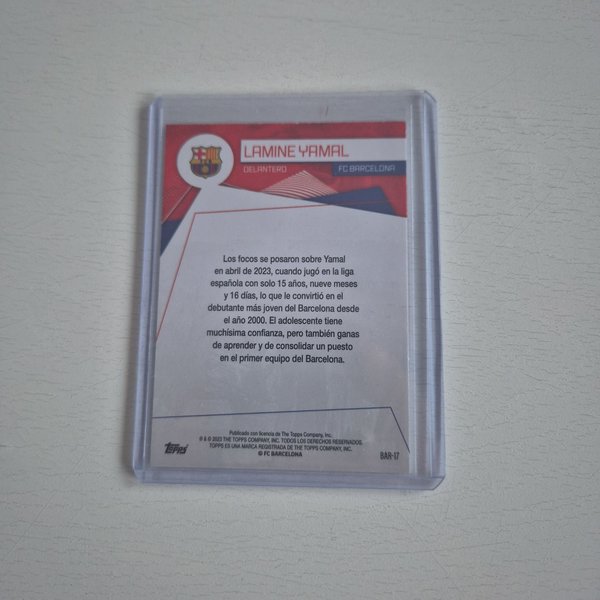 LAMINE YAMAL
DELANTERO
FC BARCELONA
Los focos se posaron sobre Yamal
en abril de 2023, cuando jugó en la liga
española con solo 15 años, nueve meses
y 16 días, lo que le convirtió en el
debutante más joven del Barcelona desde
el año 2000. El adolescente tiene
muchísima confianza, pero también ganas
de aprender y de consolidar un puesto
en el primer equipo del Barcelona.
Publicado con licencia de The Topps Company, Inc.
® & © 2023 THE TOPPS COMPANY, INC. TODOS LOS DERECHOS RESERVADOS.
TOPPS ES UNA MARCA REGISTRADA DE THE TOPPS COMPANY, INC.
© FC BARCELONA
TOPPS
BAR-17